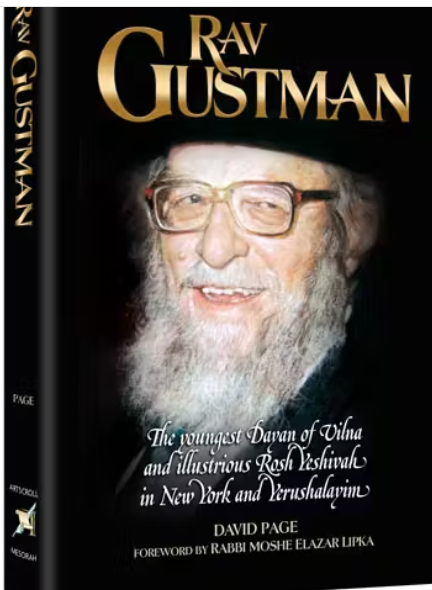 RAV
GUSTMAN
The youngest Dayan of Vilna
and illustrious Rosh Yeshivah
in New York and Yerushalayim
DAVID PAGE
FOREWORD BY RABBI MOSHE ELAZAR LIPKA
RAV GUSTMAN
PAGE
ARTSCROLL
MESORAH